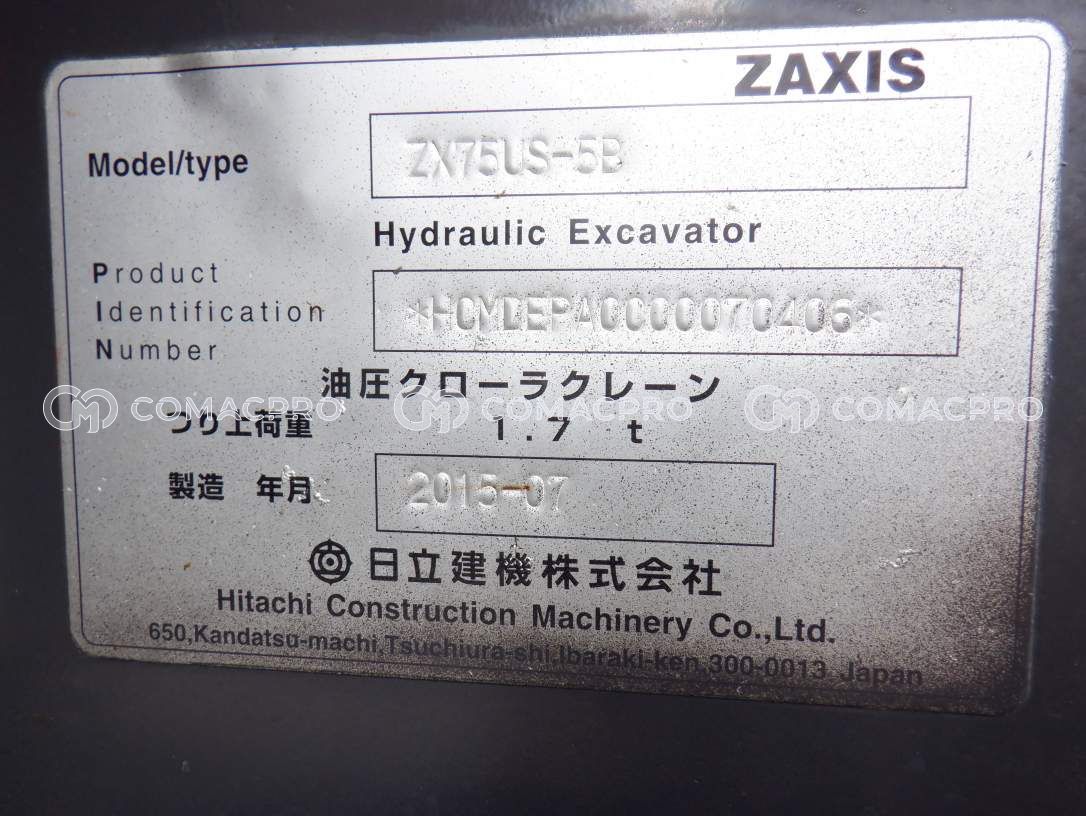 ZAXIS
Model/type ZX75US-5B
Hydraulic Excavator
Product
Identification *HCMDEPA0C00070406*
Number
油圧クローラクレーン
COMACPRO COMACPRO COMACPRO
つり上荷重 1.7 t
製造 年月 2015-07
日立建機株式会社
Hitachi Construction Machinery Co.,Ltd.
650,Kandatsu-machi,Tsuchiura-shi,Ibaraki-ken,300-0013 Japan